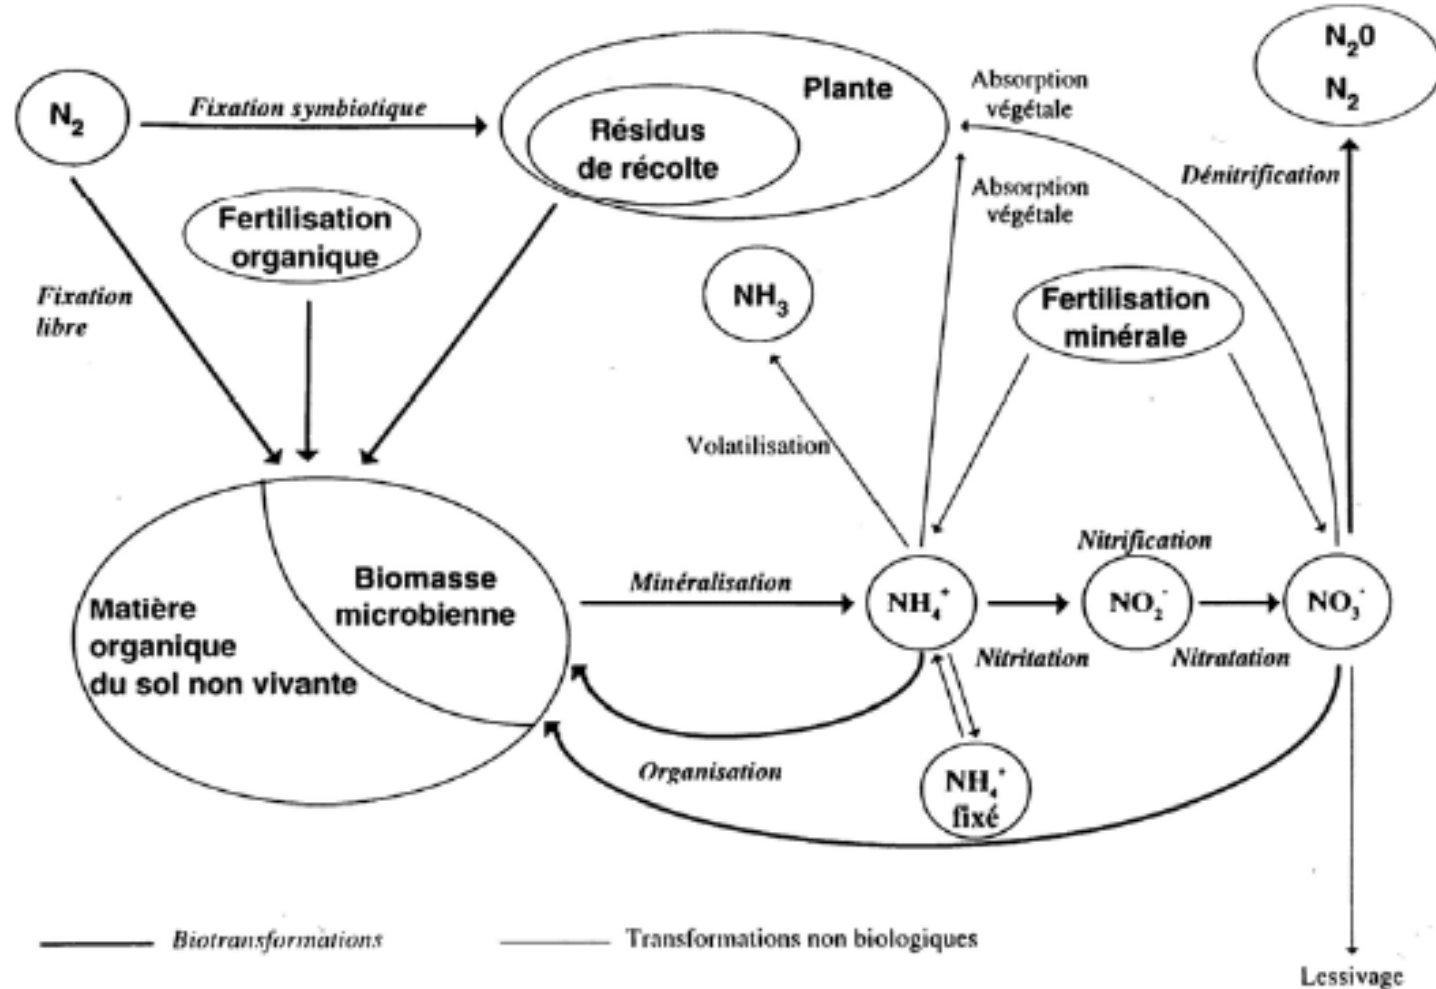 N₂O
N₂
N₂
Fixation symbiotique
Plante
Résidus
de récolte
Absorption
végétale
Absorption
végétale
Dénitrification
Fertilisation
organique
Fixation
libre
NH₃
Fertilisation
minérale
Volatilisation
Matière
organique
du sol non vivante
Biomasse
microbienne
Minéralisation
NH₄⁺
Nitrification
NO₂⁻
NO₃⁻
Nitritation
Nitratation
Organisation
NH₄⁺
fixé
Biotransformations
Transformations non biologiques
Lessivage